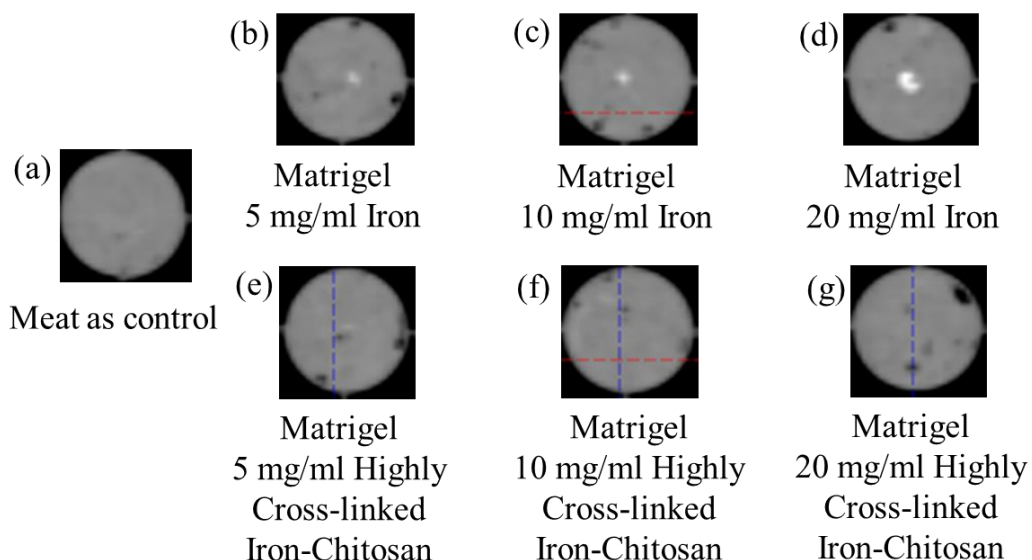 (a)
Meat as control
(b)
Matrigel
5 mg/ml Iron
(c)
Matrigel
10 mg/ml Iron
(d)
Matrigel
20 mg/ml Iron
(e)
Matrigel
5 mg/ml Highly
Cross-linked
Iron-Chitosan
(f)
Matrigel
10 mg/ml Highly
Cross-linked
Iron-Chitosan
(g)
Matrigel
20 mg/ml Highly
Cross-linked
Iron-Chitosan